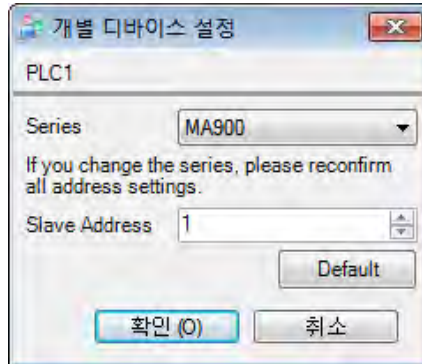 개별 디바이스 설정
PLC1
Series MA900
If you change the series, please reconfirm
all address settings.
Slave Address 1
Default
확인 (O) 취소